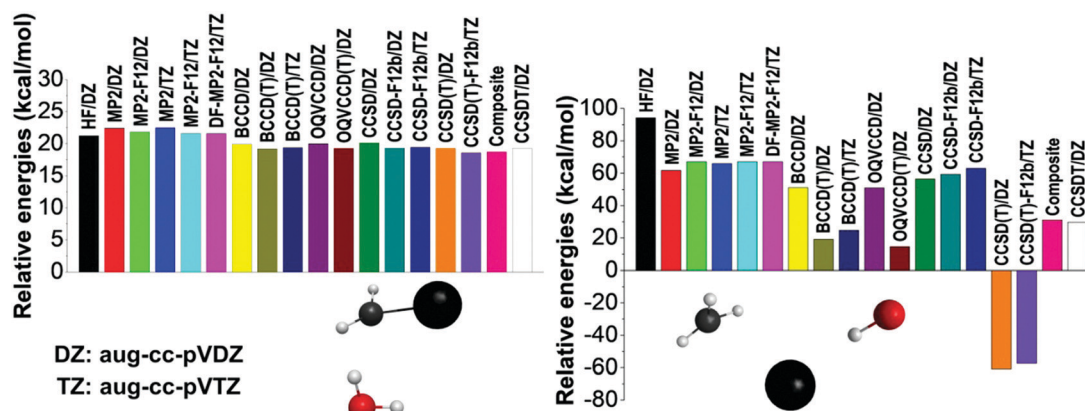 Relative energies (kcal/mol)
30
25
20
15
10
5
0
HF/DZ
MP2/DZ
MP2-F12/DZ
MP2/TZ
MP2-F12/TZ
DF-MP2-F12/TZ
BCCD/DZ
BCCD(T)/DZ
BCCD(T)/TZ
OQVCCD/DZ
OQVCCD(T)/DZ
CCSD/DZ
CCSD-F12b/DZ
CCSD-F12b/TZ
CCSD(T)/DZ
CCSD(T)-F12b/TZ
Composite
CCSDT/DZ
DZ: aug-cc-pVDZ
TZ: aug-cc-pVTZ
Relative energies (kcal/mol)
100
80
60
40
20
0
-20
-40
-60
-80
HF/DZ
MP2/DZ
MP2-F12/DZ
MP2/TZ
MP2-F12/TZ
DF-MP2-F12/TZ
BCCD/DZ
BCCD(T)/DZ
BCCD(T)/TZ
OQVCCD/DZ
OQVCCD(T)/DZ
CCSD/DZ
CCSD-F12b/DZ
CCSD-F12b/TZ
CCSD(T)/DZ
CCSD(T)-F12b/TZ
Composite
CCSDT/DZ